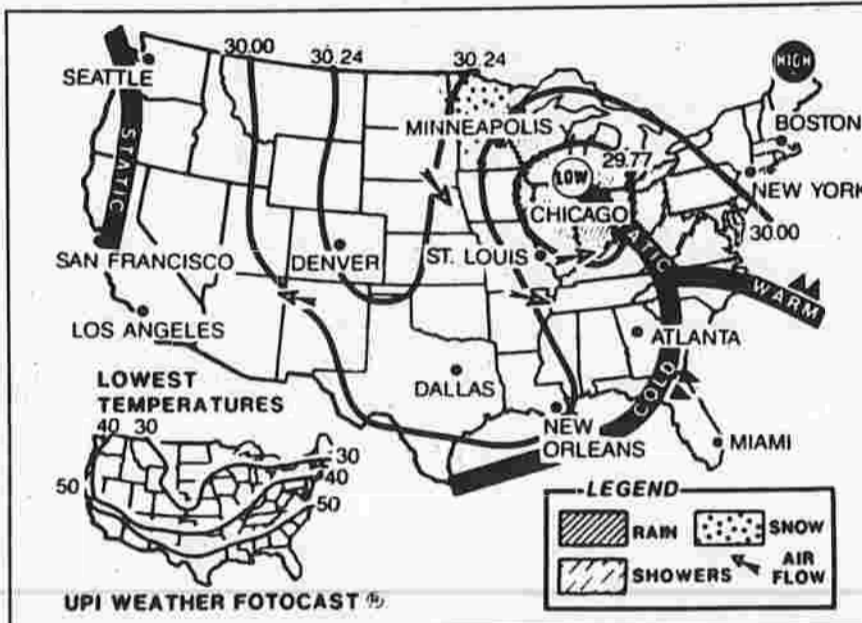 30.00
30.24
30.24
HIGH
SEATTLE
MINNEAPOLIS
BOSTON
29.77
LOW
NEW YORK
STATIC
CHICAGO
30.00
ATIC
SAN FRANCISCO
DENVER
ST. LOUIS
WARM
LOS ANGELES
ATLANTA
COLD
DALLAS
NEW
ORLEANS
MIAMI
LOWEST
TEMPERATURES
40 30
30
40
50
50
LEGEND
RAIN
SNOW
SHOWERS
AIR
FLOW
UPI WEATHER FOTOCAST ®